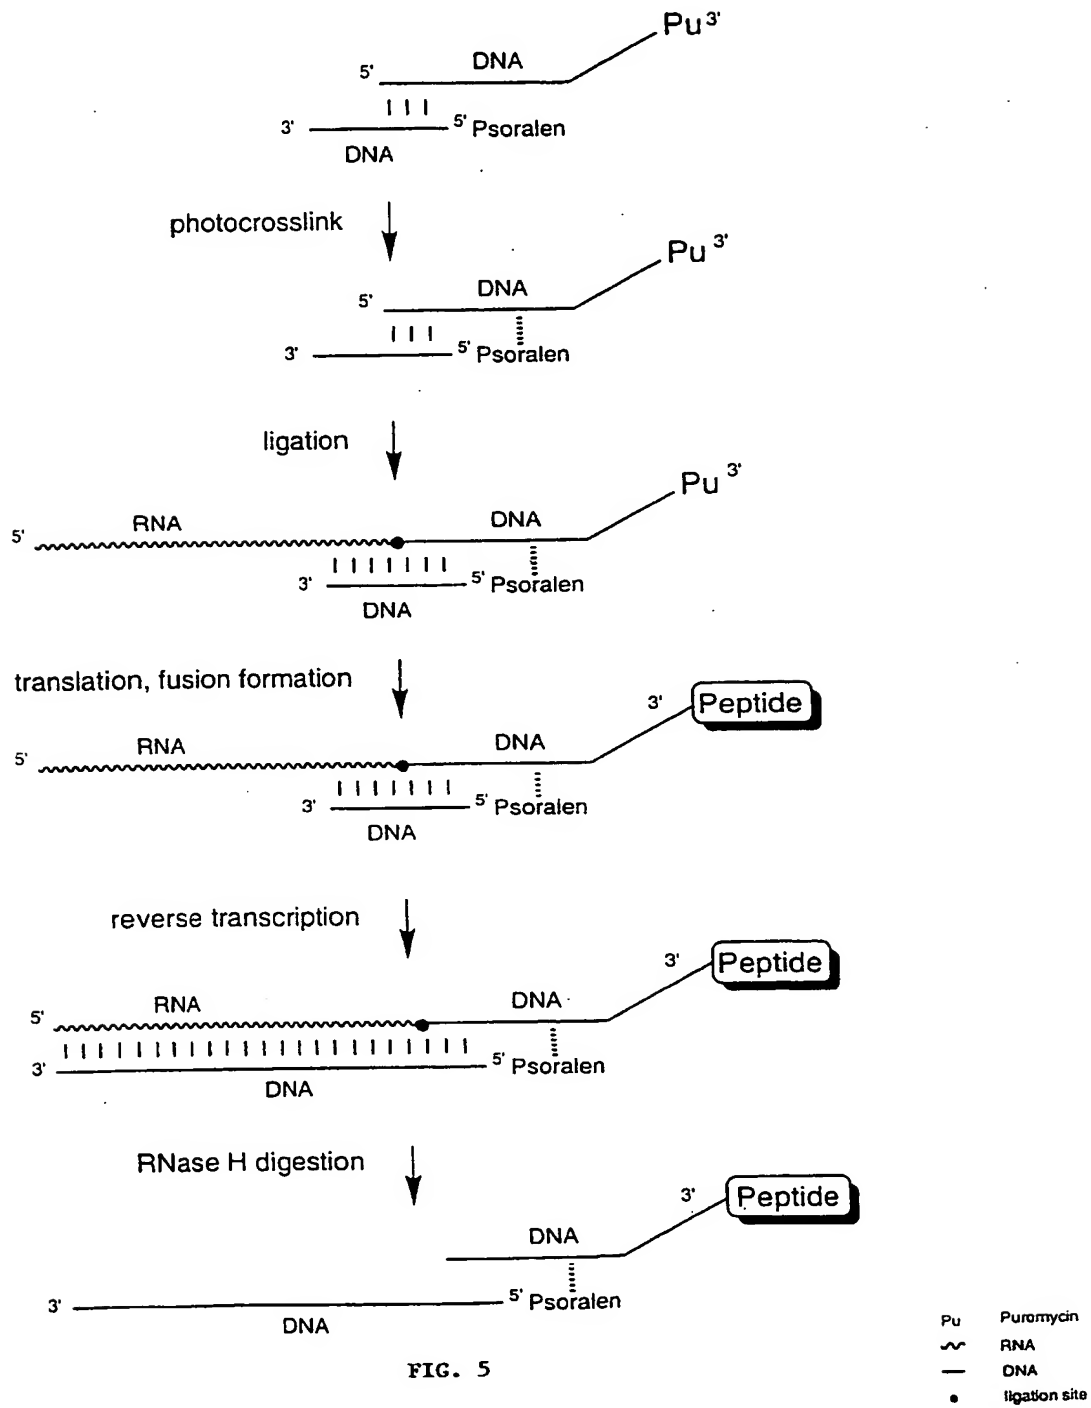 Pu 3'
DNA
5'
3'
5' Psoralen
DNA
photocrosslink
Pu 3'
DNA
5'
3'
5' Psoralen
ligation
Pu 3'
RNA
DNA
5'
3'
5' Psoralen
DNA
translation, fusion formation
3' Peptide
RNA
DNA
5'
3'
5' Psoralen
DNA
reverse transcription
3' Peptide
RNA
DNA
5'
3'
5' Psoralen
DNA
RNase H digestion
3' Peptide
DNA
3'
5' Psoralen
DNA
FIG. 5
Pu Puromycin
RNA
DNA
ligation site